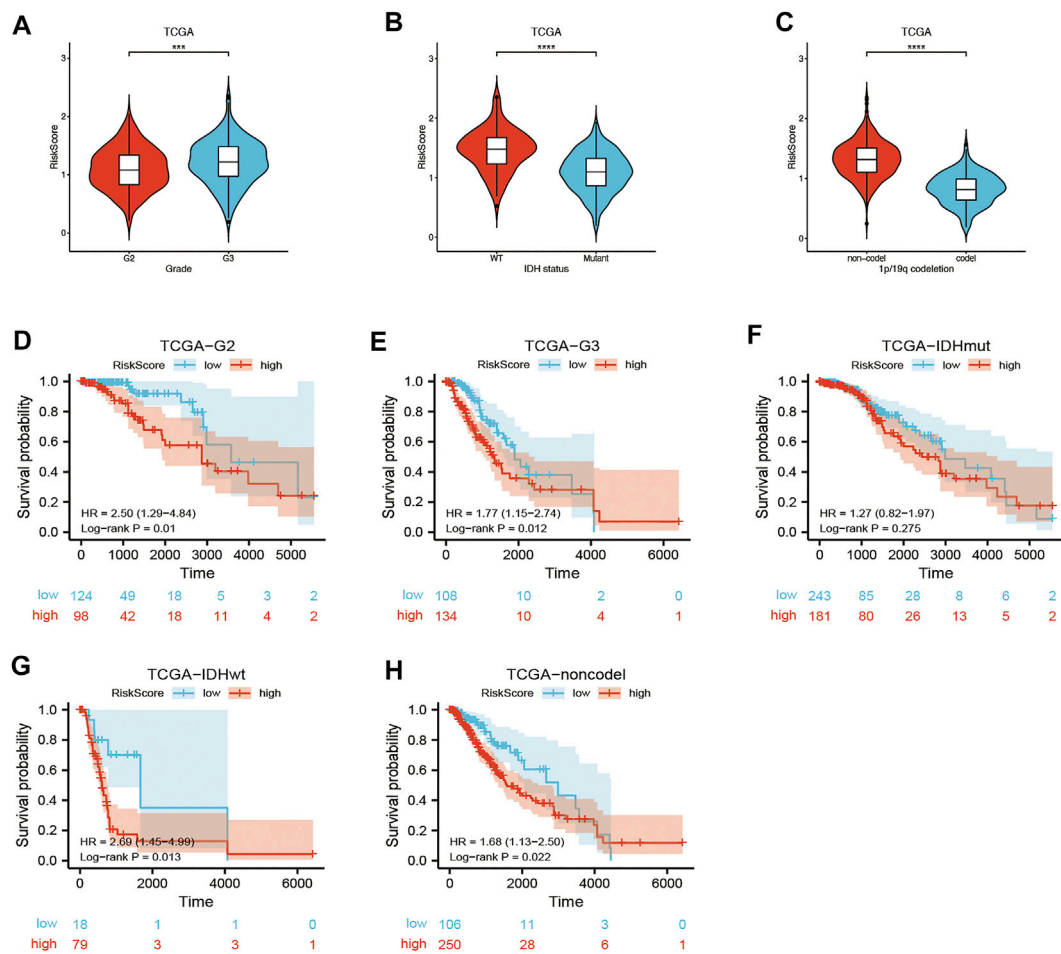 A
TCGA
***
3
2
1
0
RiskScore
G2
G3
Grade
B
TCGA
****
3
2
1
0
RiskScore
WT
Mutant
IDH status
C
TCGA
****
3
2
1
0
RiskScore
non-codel
codel
1p/19q codeletion
D
TCGA−G2
RiskScore low high
1.0
0.8
0.6
0.4
0.2
0.0
Survival probability
HR = 2.50 (1.29−4.84)
Log−rank P = 0.01
0 1000 2000 3000 4000 5000
Time
low 124 49 18 5 3 2
high 98 42 18 11 4 2
E
TCGA−G3
RiskScore low high
1.0
0.8
0.6
0.4
0.2
0.0
Survival probability
HR = 1.77 (1.15−2.74)
Log−rank P = 0.012
0 2000 4000 6000
Time
low 108 10 2 0
high 134 10 4 1
F
TCGA−IDHmut
RiskScore low high
1.0
0.8
0.6
0.4
0.2
0.0
Survival probability
HR = 1.27 (0.82−1.97)
Log−rank P = 0.275
0 1000 2000 3000 4000 5000
Time
low 243 85 28 8 6 2
high 181 80 26 13 5 2
G
TCGA−IDHwt
RiskScore low high
1.0
0.8
0.6
0.4
0.2
0.0
Survival probability
HR = 2.69 (1.45−4.99)
Log−rank P = 0.013
0 2000 4000 6000
Time
low 18 1 1 0
high 79 3 3 1
H
TCGA−noncodel
RiskScore low high
1.0
0.8
0.6
0.4
0.2
0.0
Survival probability
HR = 1.68 (1.13−2.50)
Log−rank P = 0.022
0 2000 4000 6000
Time
low 106 11 3 0
high 250 28 6 1